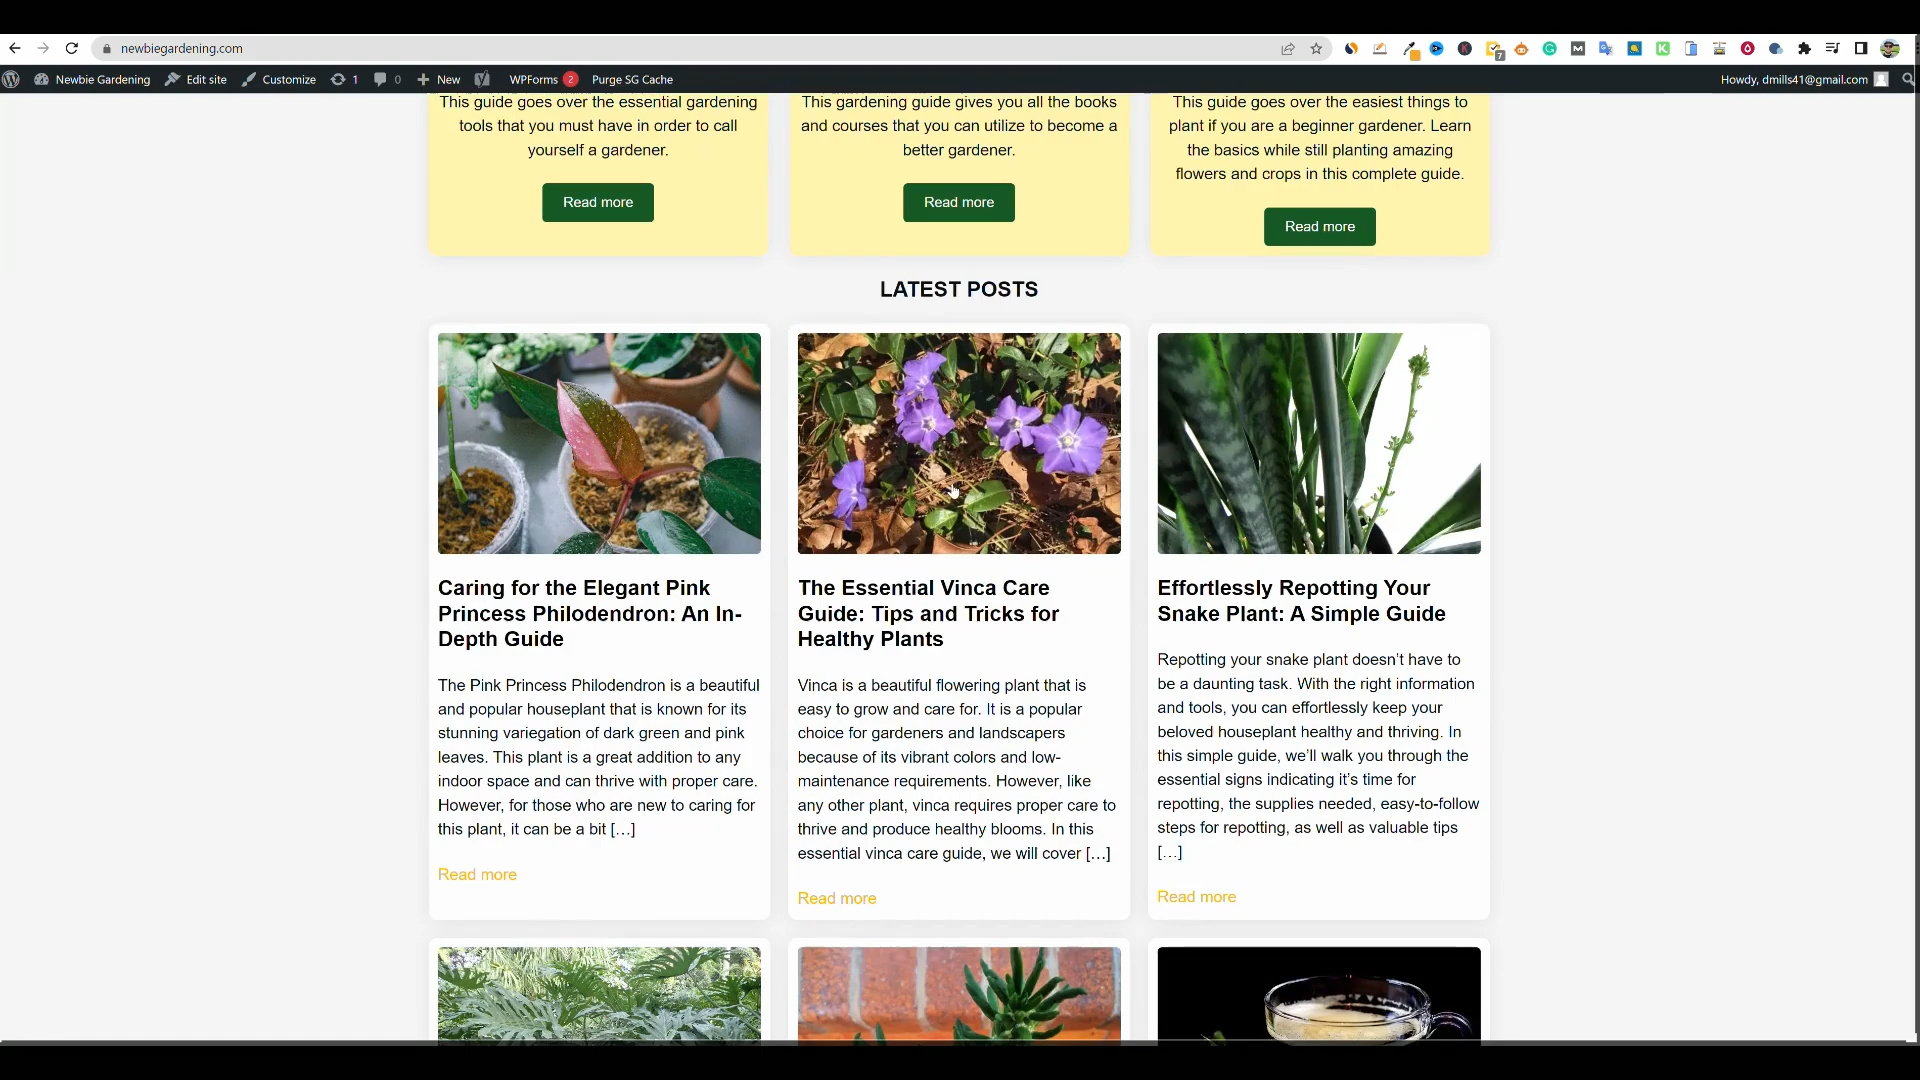 newbiegardening.com
7
Newbie Gardening Edit site Customize 1 0 New WPForms 2 Purge SG Cache Howdy, dmills41@gmail.com
This guide goes over the essential gardening
tools that you must have in order to call
yourself a gardener.
Read more
This gardening guide gives you all the books
and courses that you can utilize to become a
better gardener.
Read more
This guide goes over the easiest things to
plant if you are a beginner gardener. Learn
the basics while still planting amazing
flowers and crops in this complete guide.
Read more
LATEST POSTS
Caring for the Elegant Pink
Princess Philodendron: An In-
Depth Guide
The Pink Princess Philodendron is a beautiful
and popular houseplant that is known for its
stunning variegation of dark green and pink
leaves. This plant is a great addition to any
indoor space and can thrive with proper care.
However, for those who are new to caring for
this plant, it can be a bit […]
Read more
The Essential Vinca Care
Guide: Tips and Tricks for
Healthy Plants
Vinca is a beautiful flowering plant that is
easy to grow and care for. It is a popular
choice for gardeners and landscapers
because of its vibrant colors and low-
maintenance requirements. However, like
any other plant, vinca requires proper care to
thrive and produce healthy blooms. In this
essential vinca care guide, we will cover […]
Read more
Effortlessly Repotting Your
Snake Plant: A Simple Guide
Repotting your snake plant doesn’t have to
be a daunting task. With the right information
and tools, you can effortlessly keep your
beloved houseplant healthy and thriving. In
this simple guide, we’ll walk you through the
essential signs indicating it’s time for
repotting, the supplies needed, easy-to-follow
steps for repotting, as well as valuable tips
[…]
Read more